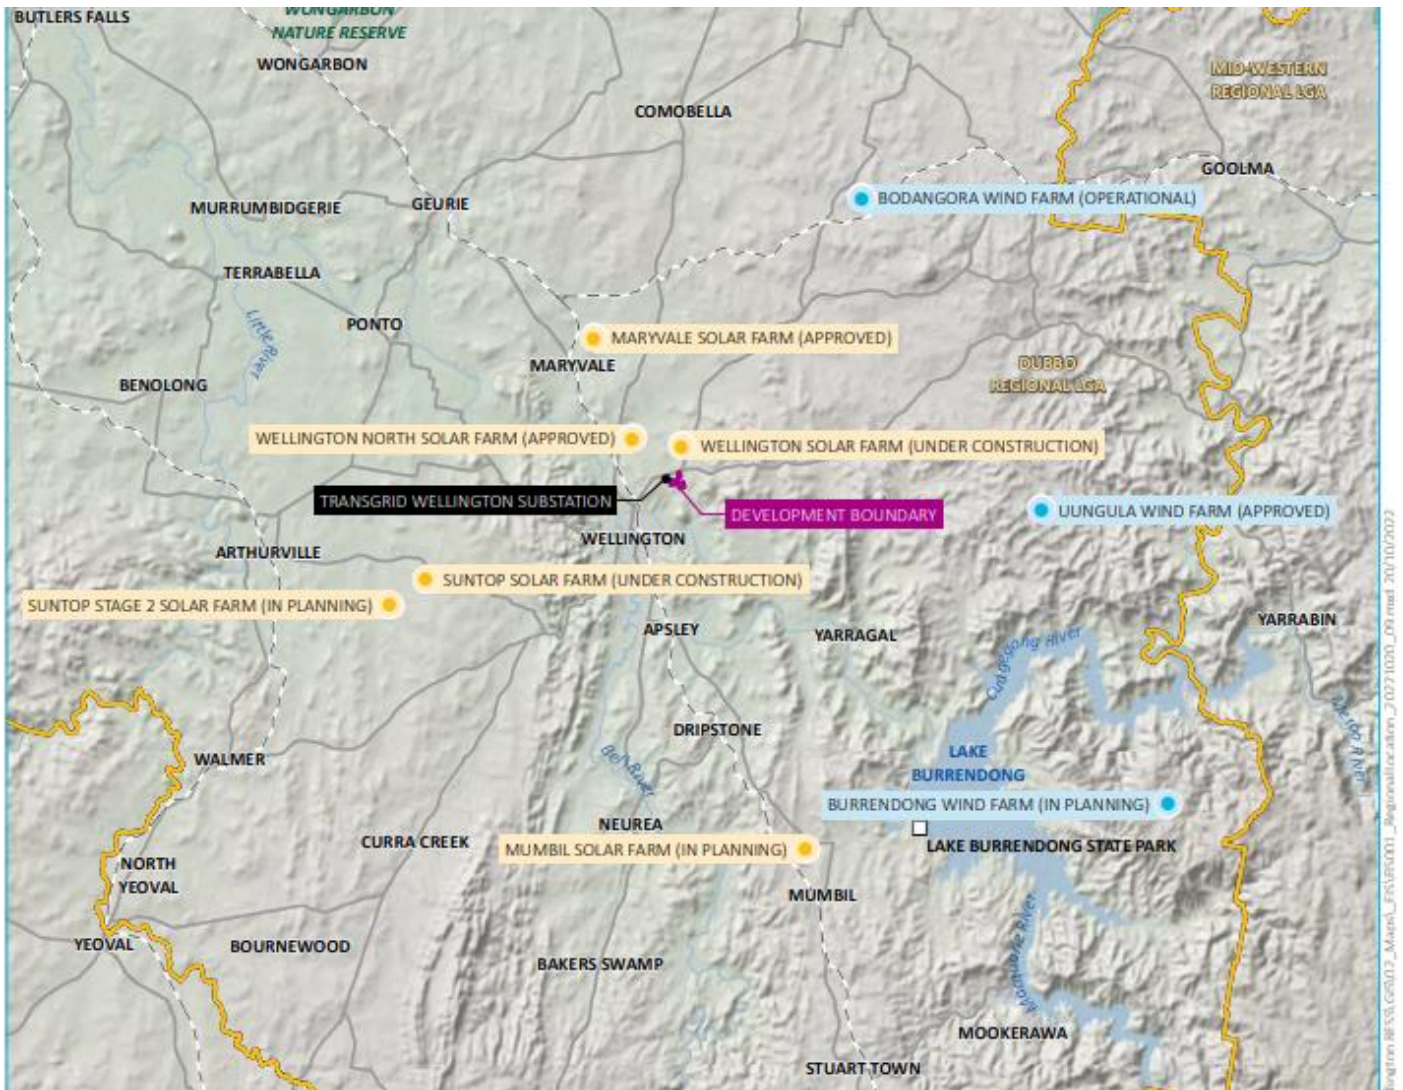 BUTLERS FALLS
WONGARBON
NATURE RESERVE
WONGARBON
MID-WESTERN
REGIONAL LGA
COMOBELLA
GOOLMA
BODANGORA WIND FARM (OPERATIONAL)
MURRUMBIDGERIE
GEURIE
TERRABELLA
PONTO
Little River
MARYVALE SOLAR FARM (APPROVED)
MARYVALE
DUBBO
REGIONAL LGA
BENOLONG
WELLINGTON NORTH SOLAR FARM (APPROVED)
WELLINGTON SOLAR FARM (UNDER CONSTRUCTION)
TRANSGRID WELLINGTON SUBSTATION
DEVELOPMENT BOUNDARY
UUNGULA WIND FARM (APPROVED)
WELLINGTON
ARTHURVILLE
SUNTOP SOLAR FARM (UNDER CONSTRUCTION)
SUNTOP STAGE 2 SOLAR FARM (IN PLANNING)
APSLEY
YARRAGAL
YARRABIN
Cudgegong River
DRIPSTONE
WALMER
Bell River
LAKE
BURRENDONG
BURRENDONG WIND FARM (IN PLANNING)
NEUREA
CURRA CREEK
MUMBIL SOLAR FARM (IN PLANNING)
LAKE BURRENDONG STATE PARK
NORTH
YEOVAL
MUMBIL
YEOVAL
BOURNEWOOD
BAKERS SWAMP
Macquarie River
MOOKERAWA
STUART TOWN
20/10/2022